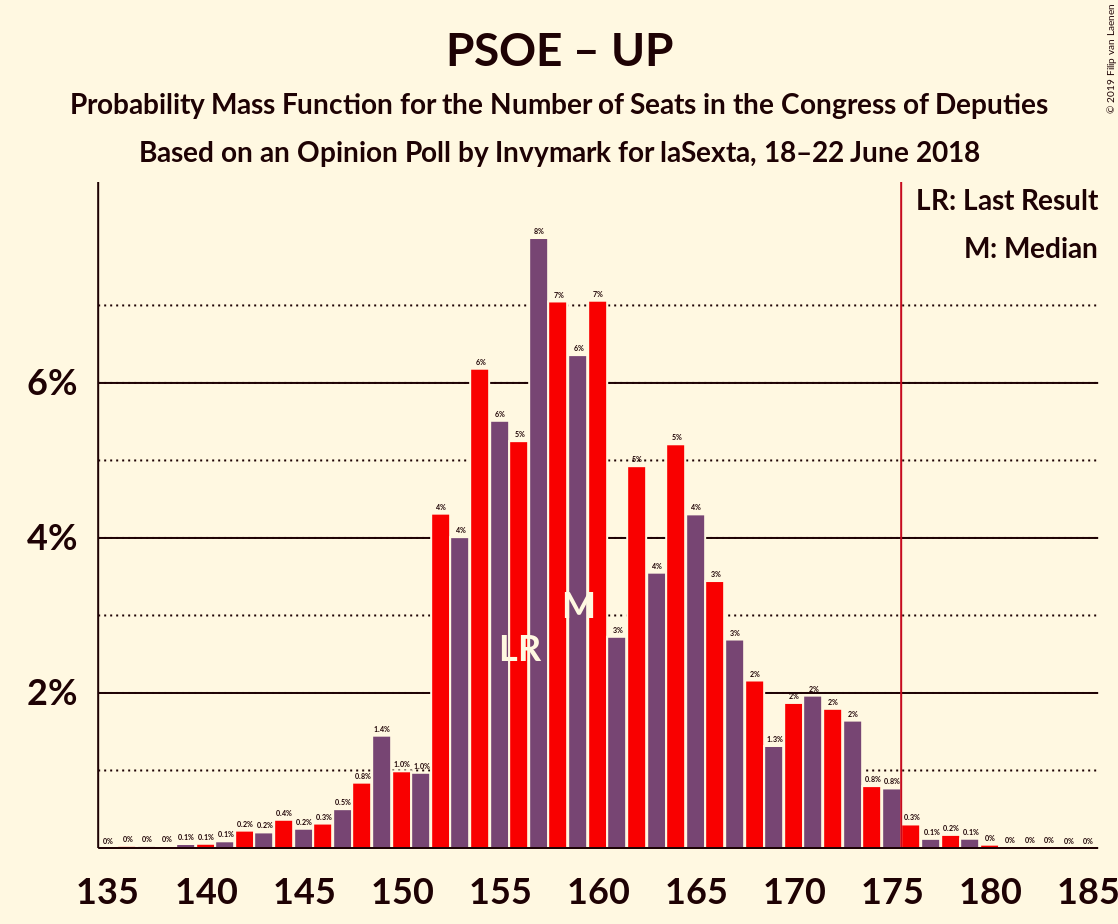 PSOE – UP
Probability Mass Function for the Number of Seats in the Congress of Deputies
Based on an Opinion Poll by Invymark for laSexta, 18–22 June 2018
© 2019 Filip van Laenen
LR: Last Result
M: Median
6%
4%
2%
0% 0% 0% 0% 0.1% 0.1% 0.1% 0.2% 0.2% 0.4% 0.2% 0.3% 0.5% 0.8% 1.4% 1.0% 1.0% 4% 4% 6% 6% 5% 8% 7% 6% 7% 3% 5% 4% 5% 4% 3% 3% 2% 1.3% 2% 2% 2% 2% 0.8% 0.8% 0.3% 0.1% 0.2% 0.1% 0% 0% 0% 0% 0% 0%
M
LR
135 140 145 150 155 160 165 170 175 180 185